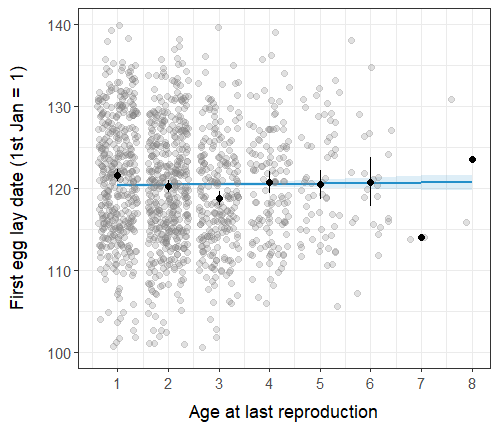 First egg lay date (1st Jan = 1)
140
130
120
110
100
1 2 3 4 5 6 7 8
Age at last reproduction